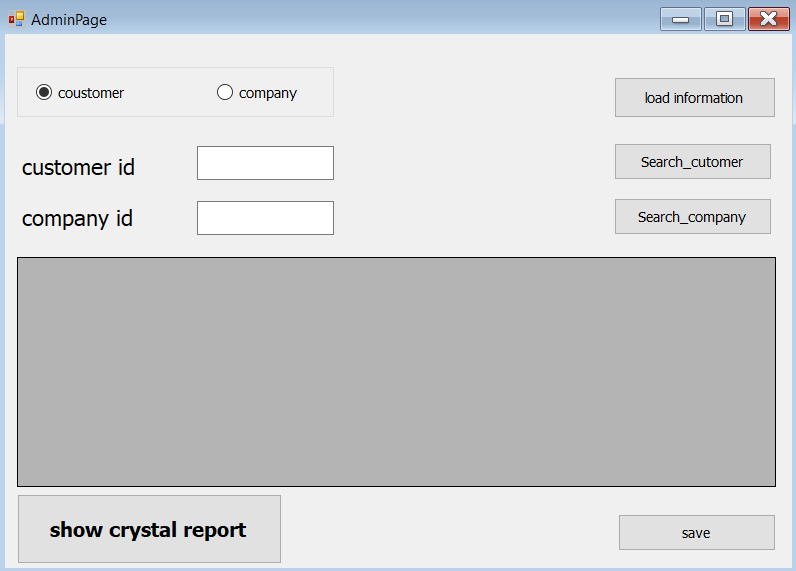 AdminPage
coustomer
company
load information
customer id
Search_cutomer
company id
Search_company
show crystal report
save